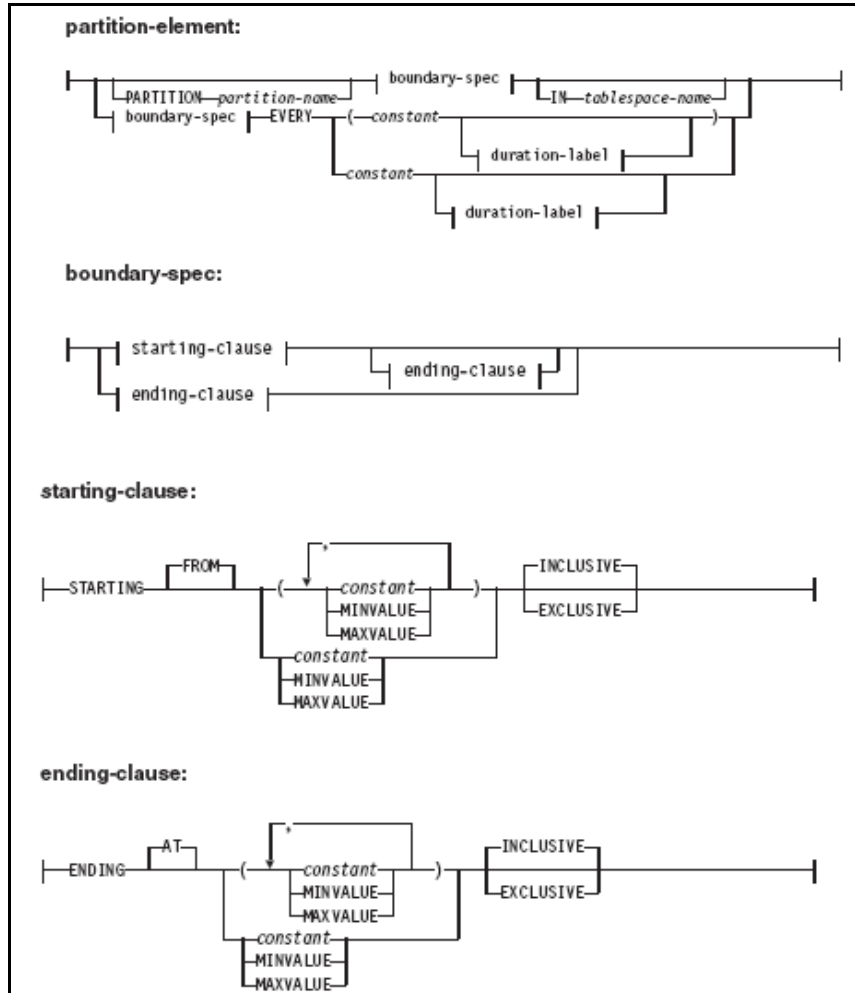 partition-element:
boundary-spec
PARTITION partition-name
IN tablespace-name
boundary-spec EVERY ( constant )
duration-label
constant
duration-label
boundary-spec:
starting-clause
ending-clause
ending-clause
starting-clause:
,
FROM
STARTING ( constant ) INCLUSIVE
MINVALUE EXCLUSIVE
MAXVALUE
constant
MINVALUE
MAXVALUE
ending-clause:
,
AT INCLUSIVE
ENDING ( constant )
MINVALUE EXCLUSIVE
MAXVALUE
constant
MINVALUE
MAXVALUE